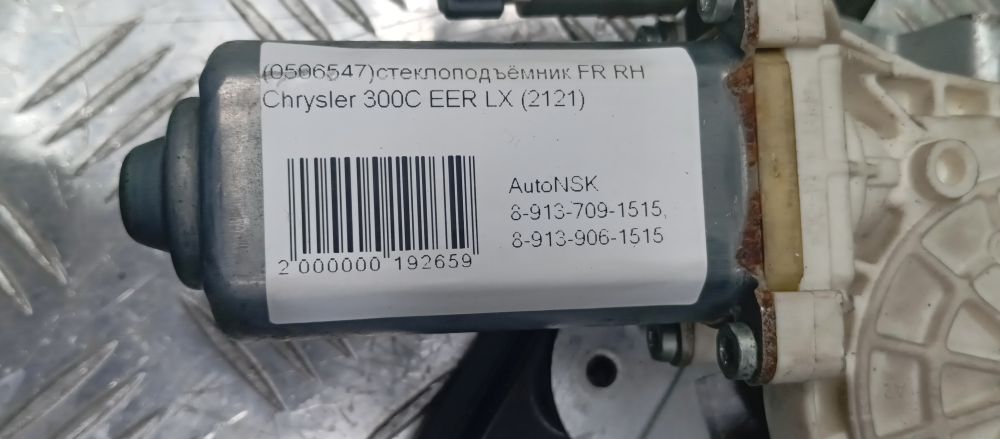 (0506547)стеклоподъёмник FR RH
Chrysler 300C EER LX (2121)
AutoNSK
8-913-709-1515,
8-913-906-1515
2 000000 192659